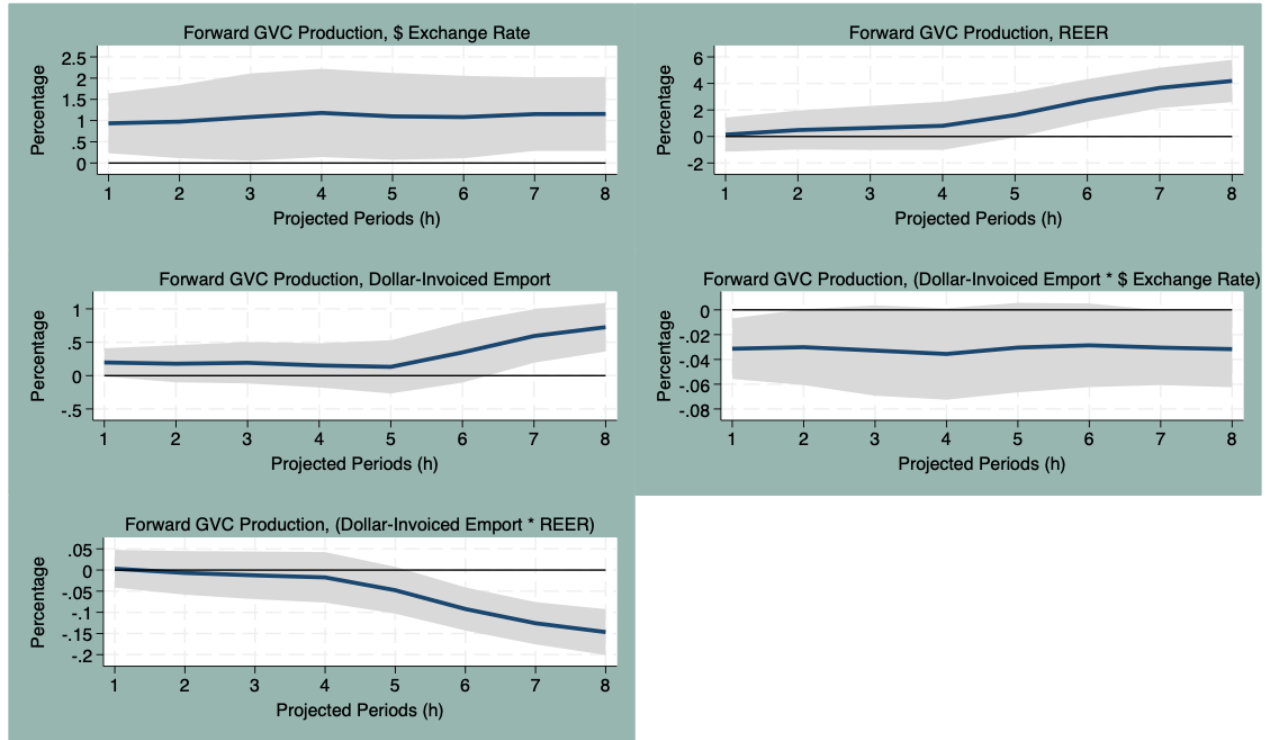 Forward GVC Production, $ Exchange Rate
Percentage
2.5
2
1.5
1
.5
0
1 2 3 4 5 6 7 8
Projected Periods (h)
Forward GVC Production, REER
Percentage
6
4
2
0
-2
1 2 3 4 5 6 7 8
Projected Periods (h)
Forward GVC Production, Dollar-Invoiced Emport
Percentage
1
.5
0
-.5
1 2 3 4 5 6 7 8
Projected Periods (h)
Forward GVC Production, (Dollar-Invoiced Emport * $ Exchange Rate)
Percentage
0
-.02
-.04
-.06
-.08
1 2 3 4 5 6 7 8
Projected Periods (h)
Forward GVC Production, (Dollar-Invoiced Emport * REER)
Percentage
.05
0
-.05
-.1
-.15
-.2
1 2 3 4 5 6 7 8
Projected Periods (h)